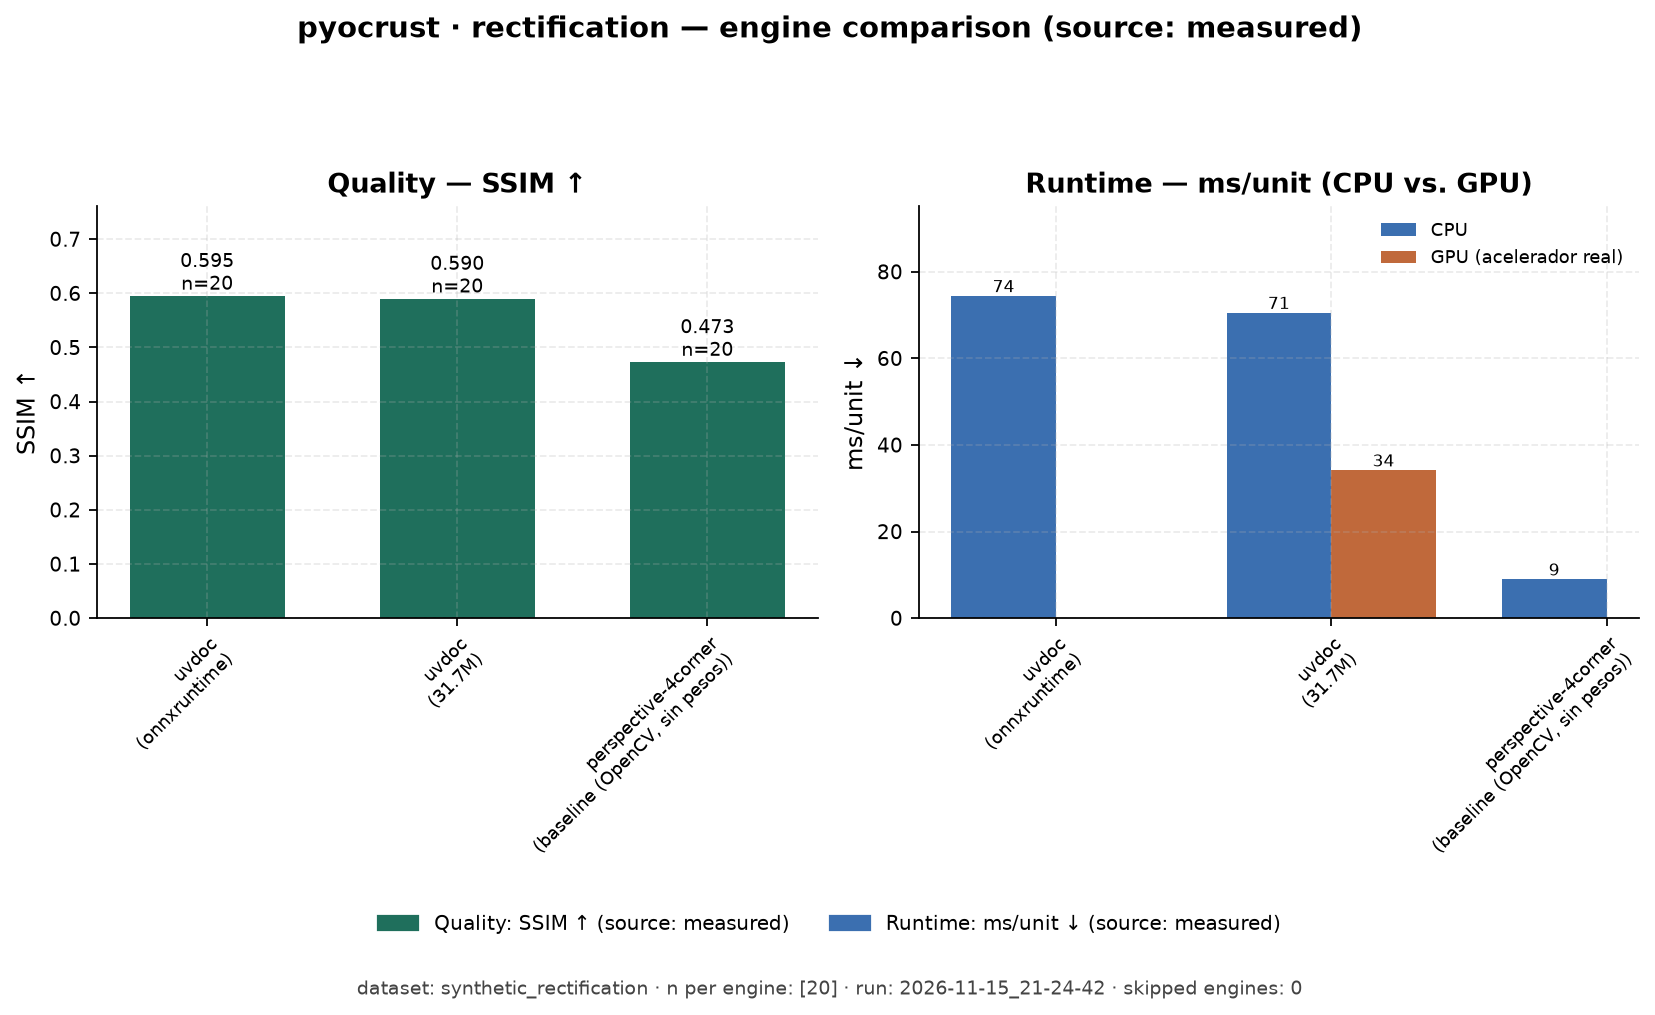 pyocrust · rectification — engine comparison (source: measured)
Quality — SSIM ↑
SSIM ↑
0.7
0.6
0.5
0.4
0.3
0.2
0.1
0.0
0.595
n=20
0.590
n=20
0.473
n=20
uvdoc
(onnxruntime)
uvdoc
(31.7M)
perspective-4corner
(baseline (OpenCV, sin pesos))
Runtime — ms/unit (CPU vs. GPU)
ms/unit ↓
80
60
40
20
0
CPU
GPU (acelerador real)
74
71
34
9
uvdoc
(onnxruntime)
uvdoc
(31.7M)
perspective-4corner
(baseline (OpenCV, sin pesos))
Quality: SSIM ↑ (source: measured)
Runtime: ms/unit ↓ (source: measured)
dataset: synthetic_rectification · n per engine: [20] · run: 2026-11-15_21-24-42 · skipped engines: 0